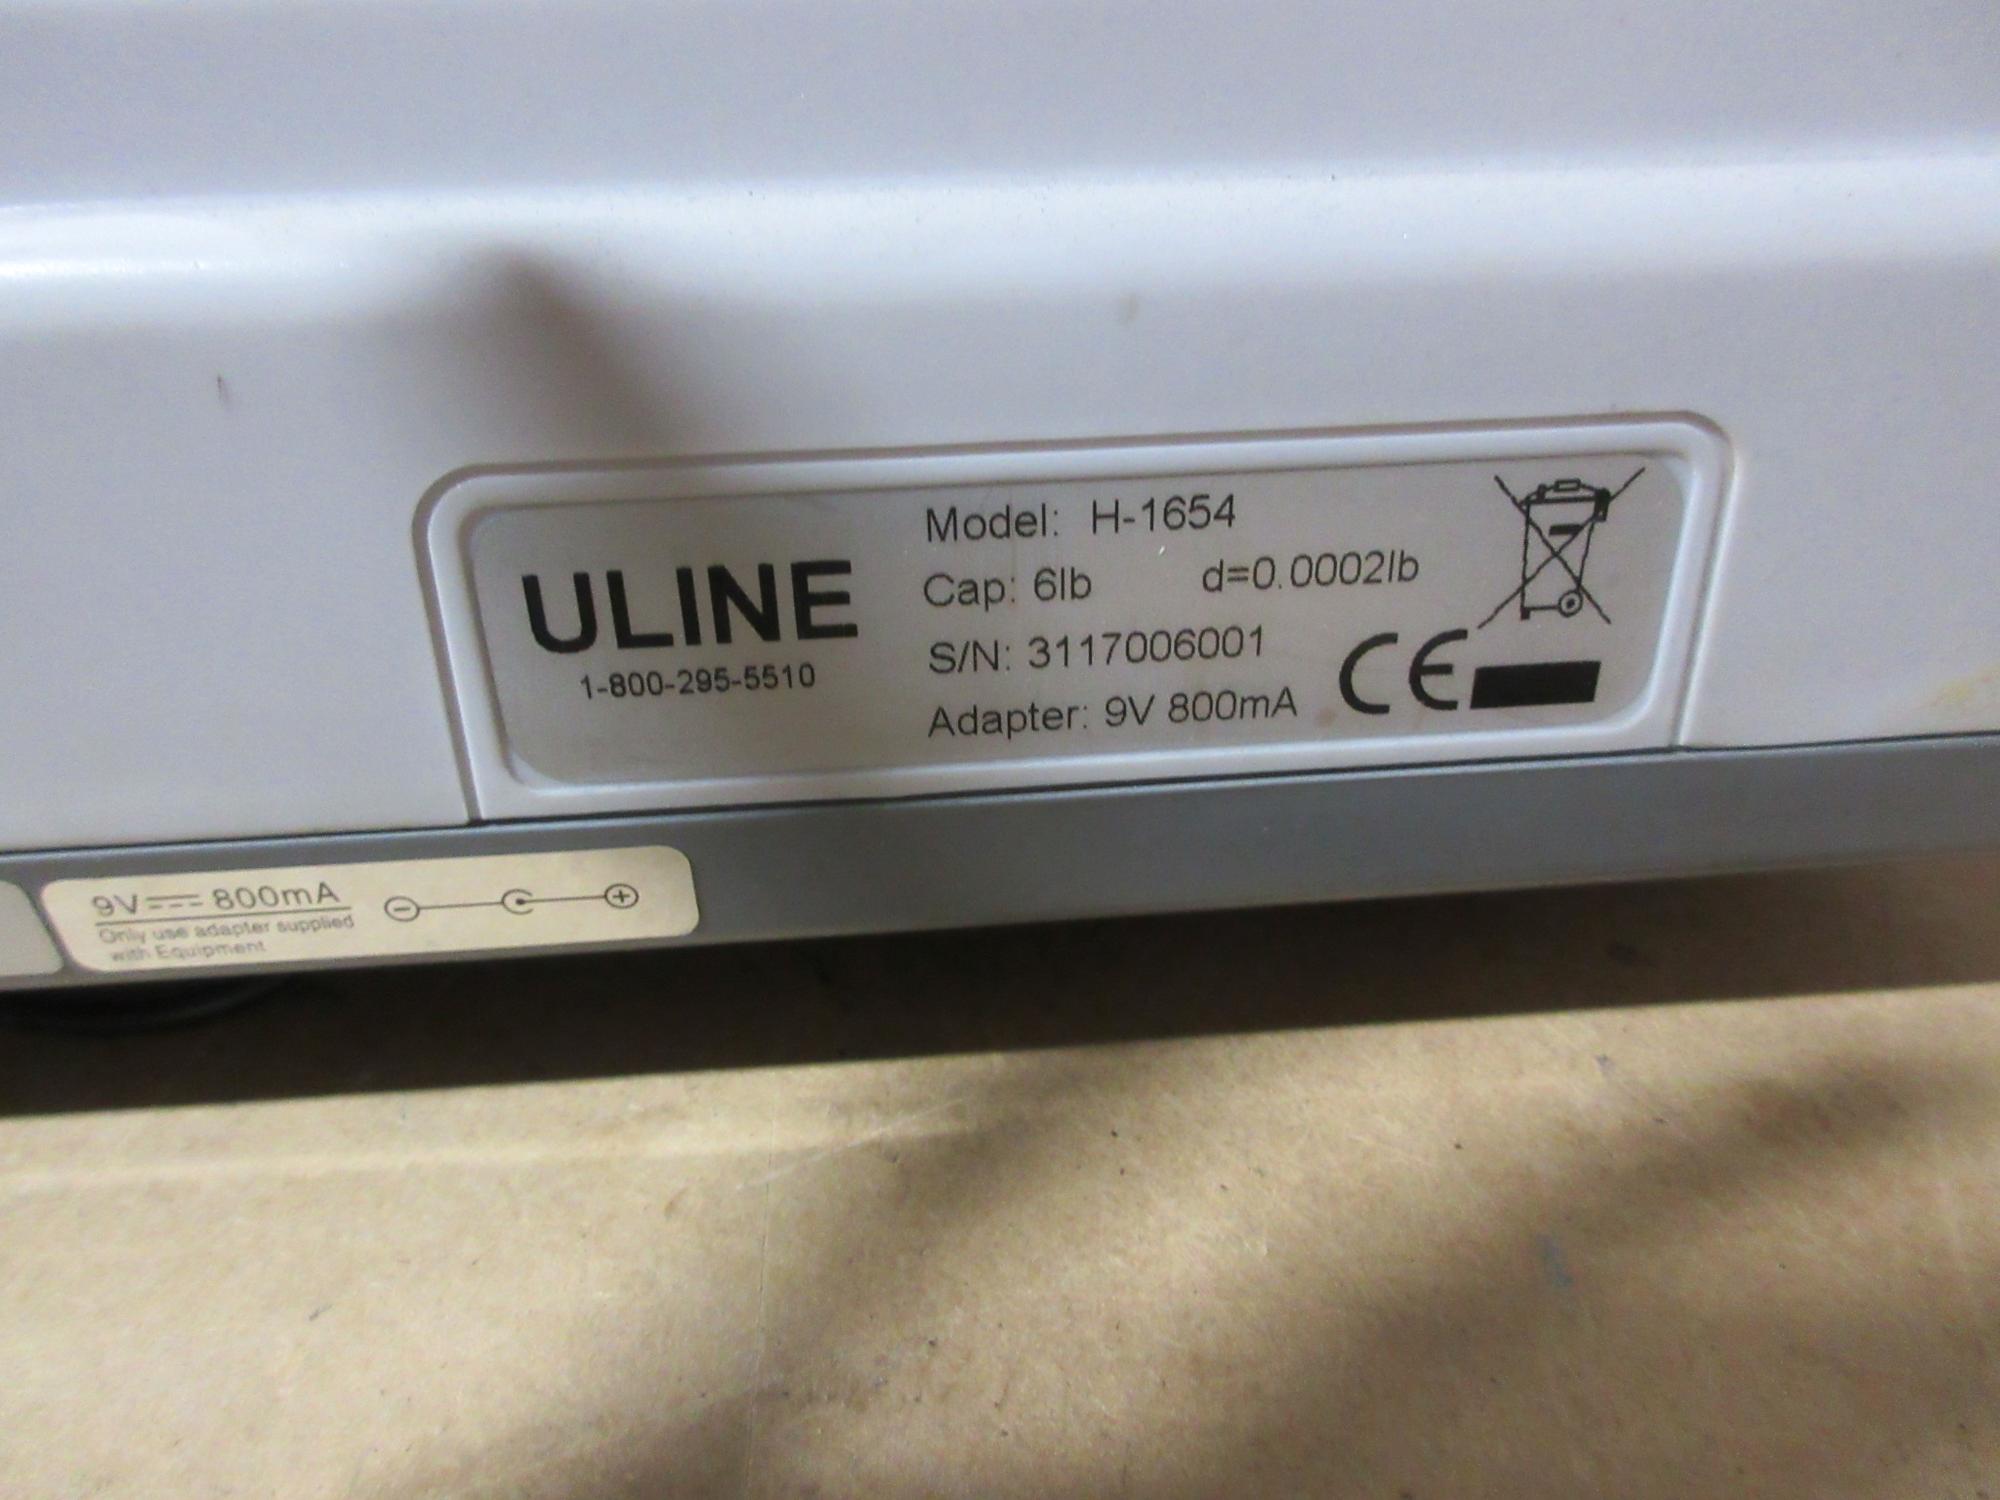 ULINE
1-800-295-5510
Model: H-1654
Cap: 6lb d=0.0002lb
S/N: 3117006001
Adapter: 9V 800mA
CE
9V⎓800mA
Only use adapter supplied
with Equipment